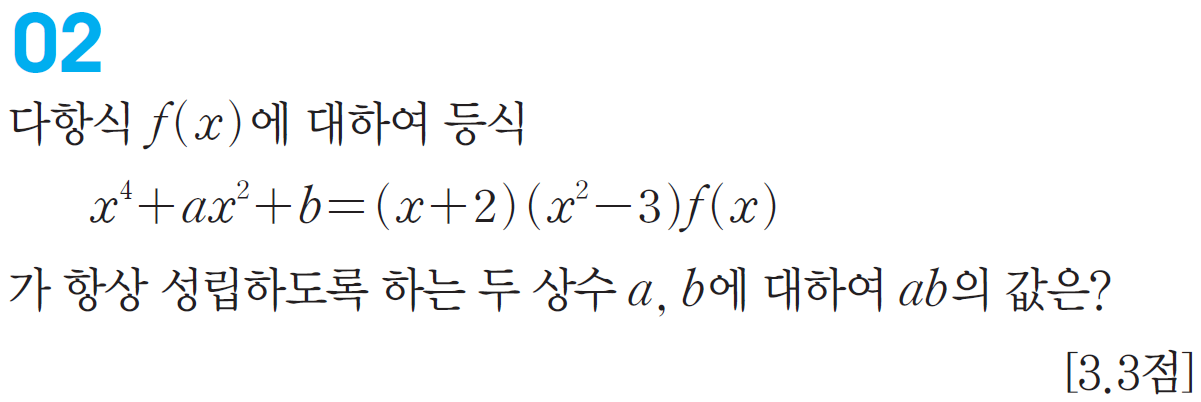 02
다항식 f(x)에 대하여 등식
x⁴+ax²+b=(x+2)(x²-3)f(x)
가 항상 성립하도록 하는 두 상수 a, b에 대하여 ab의 값은?
[3.3점]